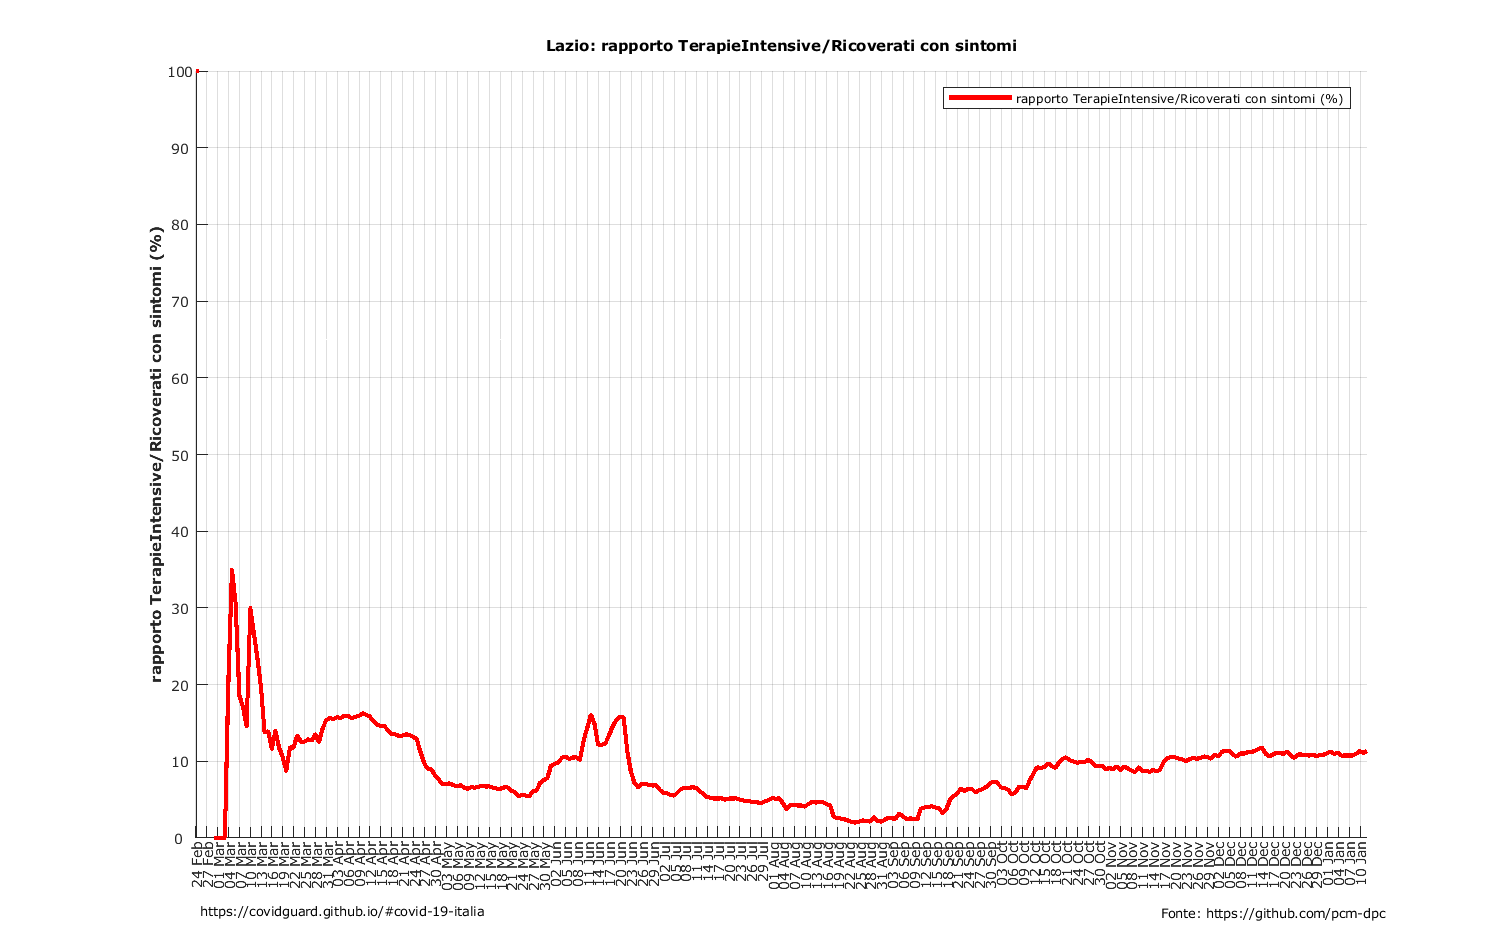 Lazio: rapporto TerapieIntensive/Ricoverati con sintomi
rapporto TerapieIntensive/Ricoverati con sintomi (%)
rapporto TerapieIntensive/Ricoverati con sintomi (%)
100
90
80
70
60
50
40
30
20
10
0
24 Feb
27 Feb
01 Mar
04 Mar
07 Mar
10 Mar
13 Mar
16 Mar
19 Mar
22 Mar
25 Mar
28 Mar
31 Mar
03 Apr
06 Apr
09 Apr
12 Apr
15 Apr
18 Apr
21 Apr
24 Apr
27 Apr
30 Apr
03 May
06 May
09 May
12 May
15 May
18 May
21 May
24 May
27 May
30 May
02 Jun
05 Jun
08 Jun
11 Jun
14 Jun
17 Jun
20 Jun
23 Jun
26 Jun
29 Jun
02 Jul
05 Jul
08 Jul
11 Jul
14 Jul
17 Jul
20 Jul
23 Jul
26 Jul
29 Jul
01 Aug
04 Aug
07 Aug
10 Aug
13 Aug
16 Aug
19 Aug
22 Aug
25 Aug
28 Aug
31 Aug
03 Sep
06 Sep
09 Sep
12 Sep
15 Sep
18 Sep
21 Sep
24 Sep
27 Sep
30 Sep
03 Oct
06 Oct
09 Oct
12 Oct
15 Oct
18 Oct
21 Oct
24 Oct
27 Oct
30 Oct
02 Nov
05 Nov
08 Nov
11 Nov
14 Nov
17 Nov
20 Nov
23 Nov
26 Nov
29 Nov
02 Dec
05 Dec
08 Dec
11 Dec
14 Dec
17 Dec
20 Dec
23 Dec
26 Dec
29 Dec
01 Jan
04 Jan
07 Jan
10 Jan
https://covidguard.github.io/#covid-19-italia
Fonte: https://github.com/pcm-dpc